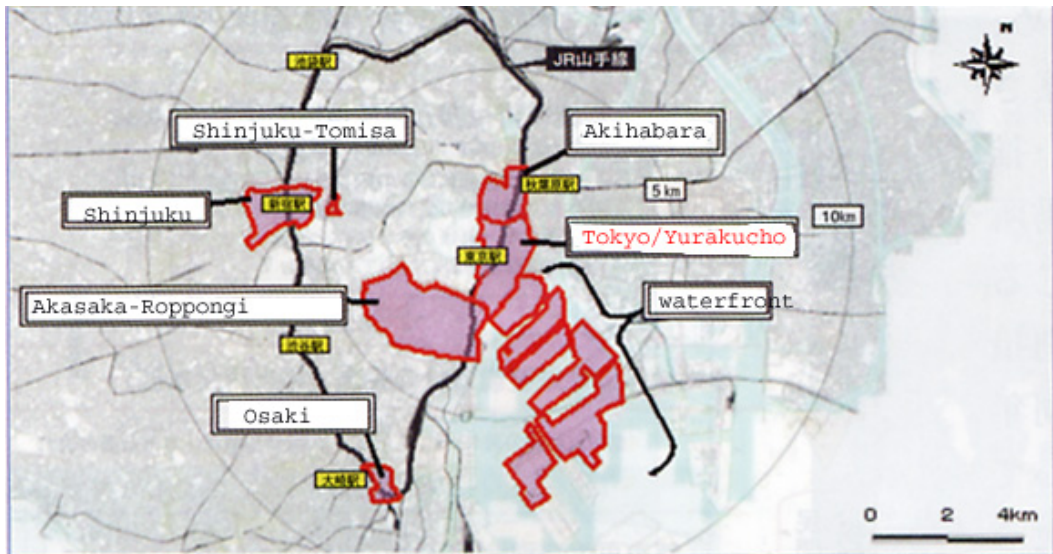 N
池袋駅
JR山手線
Shinjuku-Tomisa
Akihabara
秋葉原駅
5km
Shinjuku
新宿駅
10km
Tokyo/Yurakucho
東京駅
Akasaka-Roppongi
waterfront
渋谷駅
Osaki
大崎駅
0 2 4km